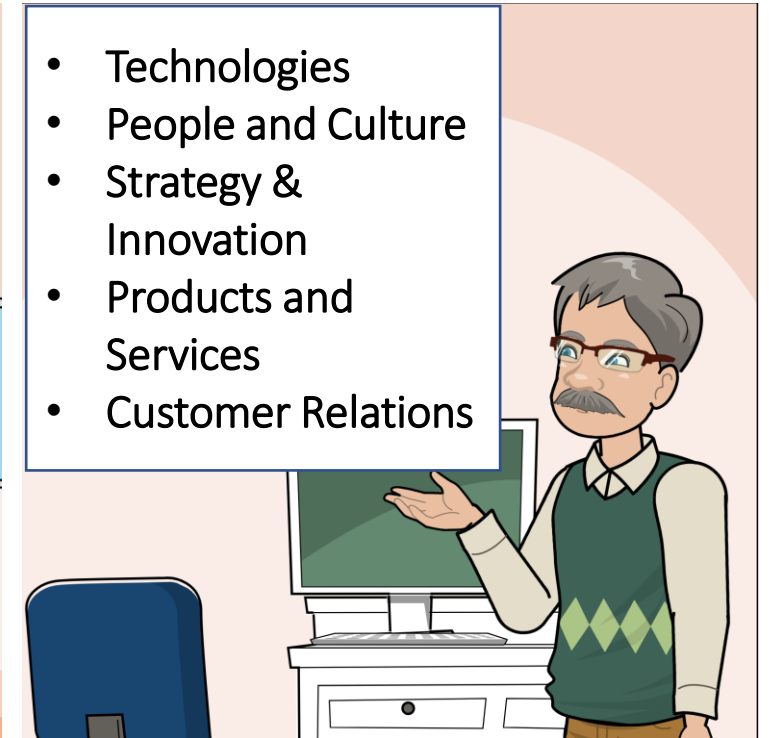 • Technologies
• People and Culture
• Strategy &
Innovation
• Products and
Services
• Customer Relations